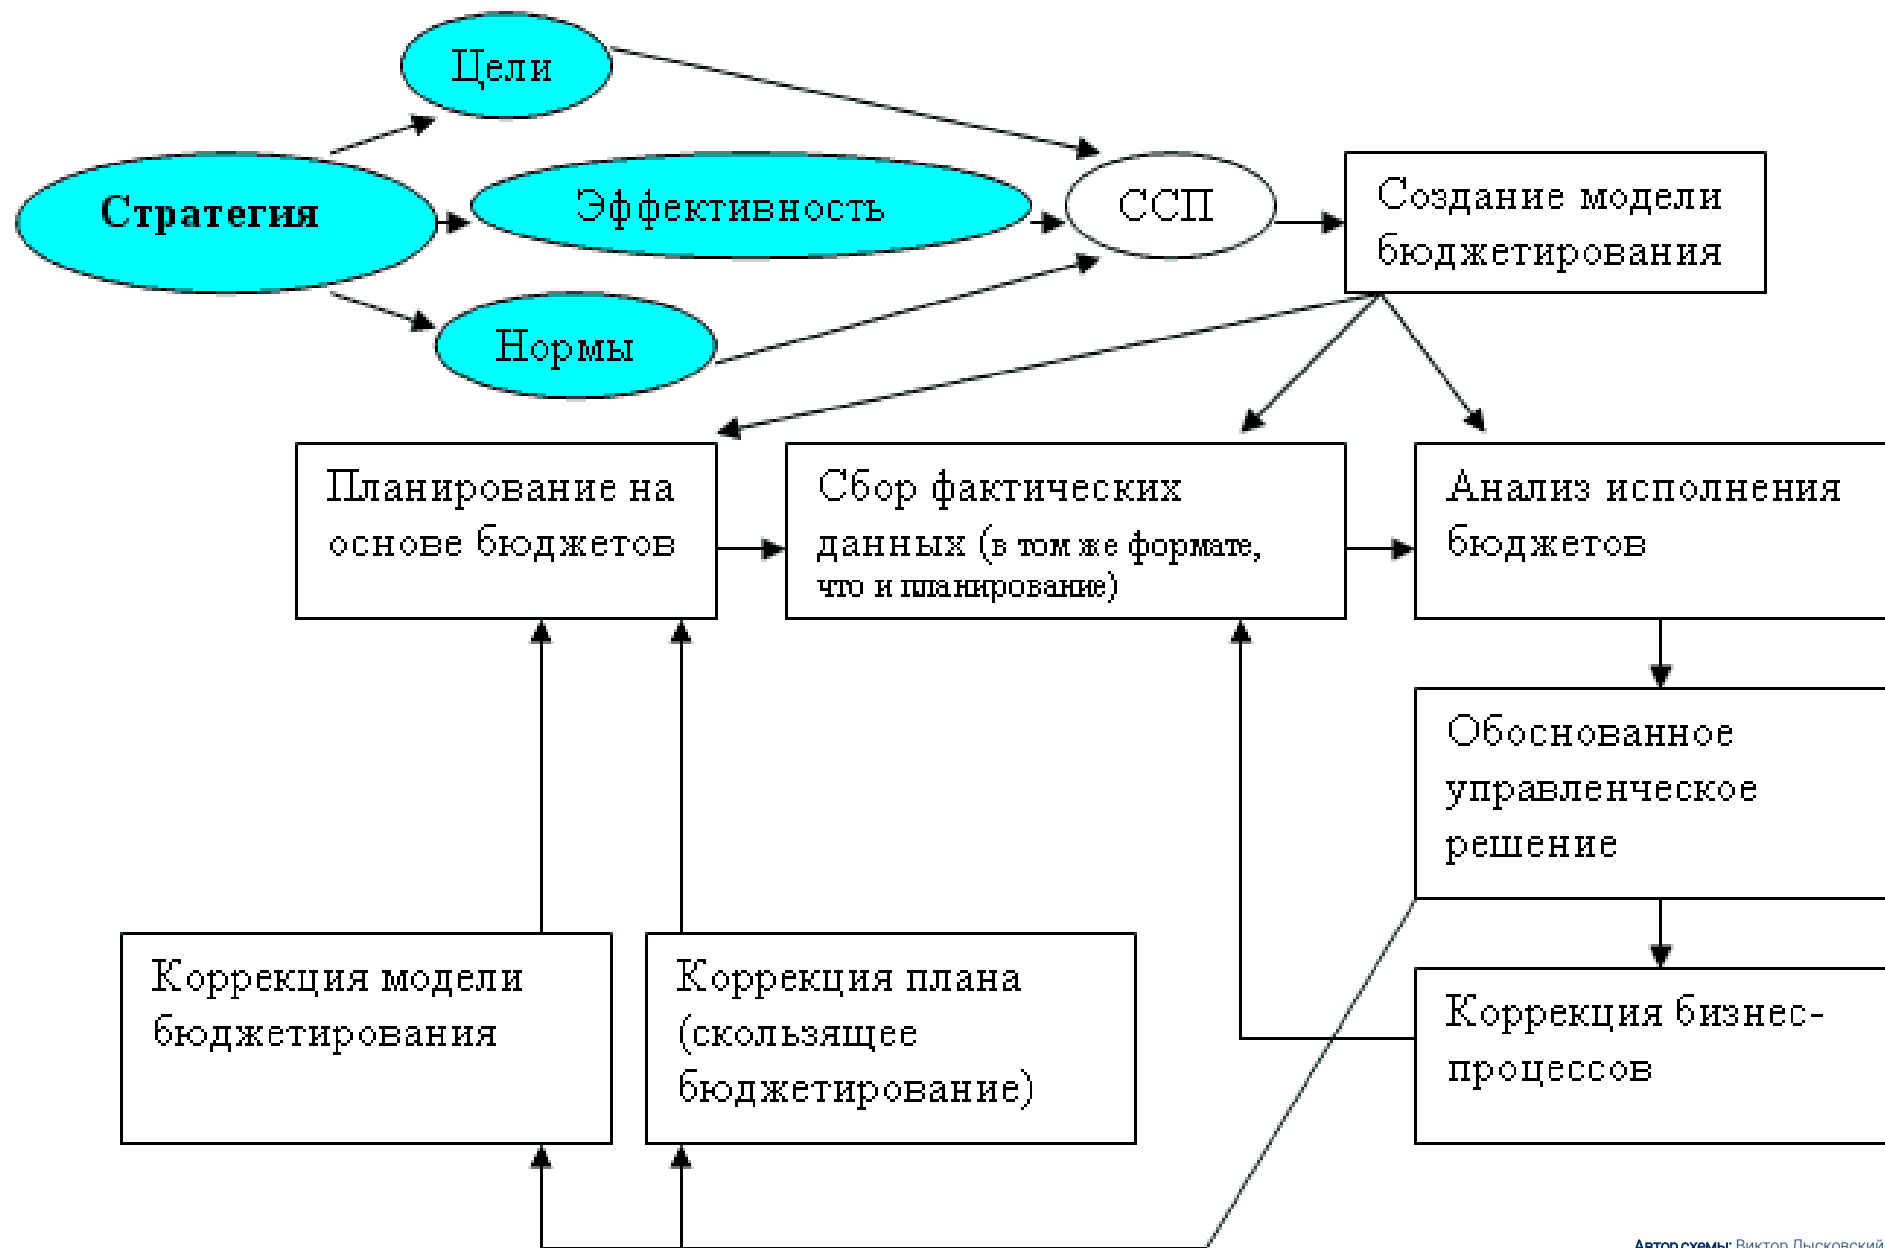 Цели
Стратегия
Эффективность
ССП
Создание модели
бюджетирования
Нормы
Планирование на
основе бюджетов
Сбор фактических
данных (в том же формате,
что и планирование)
Анализ исполнения
бюджетов
Обоснованное
управленческое
решение
Коррекция модели
бюджетирования
Коррекция плана
(скользящее
бюджетирование)
Коррекция бизнес-
процессов
Автор схемы: Виктор Лысковский